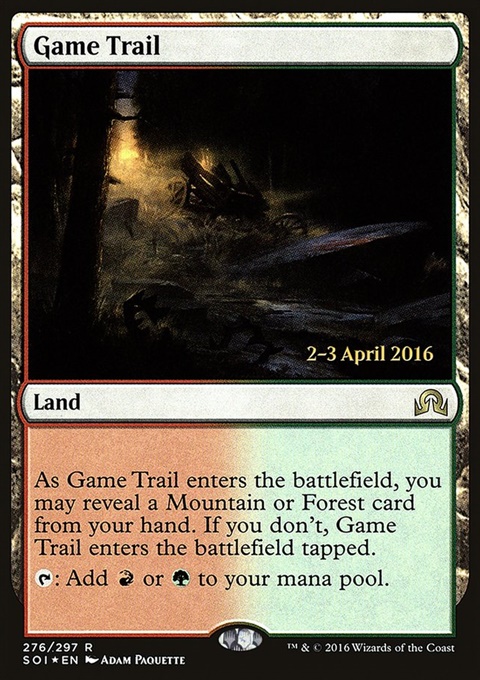 Game Trail
2-3 April 2016
Land
As Game Trail enters the battlefield, you
may reveal a Mountain or Forest card
from your hand. If you don't, Game
Trail enters the battlefield tapped.
: Add or to your mana pool.
276/297 R
SOI★EN Adam Paquette
™ & © 2016 Wizards of the Coast